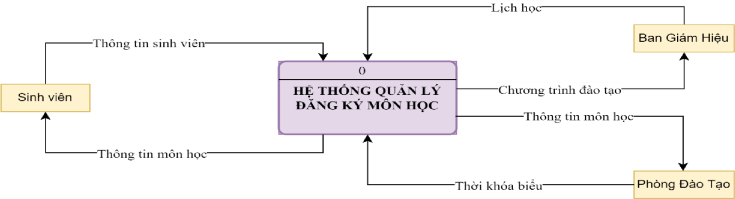 Lịch học
Ban Giám Hiệu
Thông tin sinh viên
0
HỆ THỐNG QUẢN LÝ
ĐĂNG KÝ MÔN HỌC
Sinh viên
Chương trình đào tạo
Thông tin môn học
Thông tin môn học
Thời khóa biểu
Phòng Đào Tạo